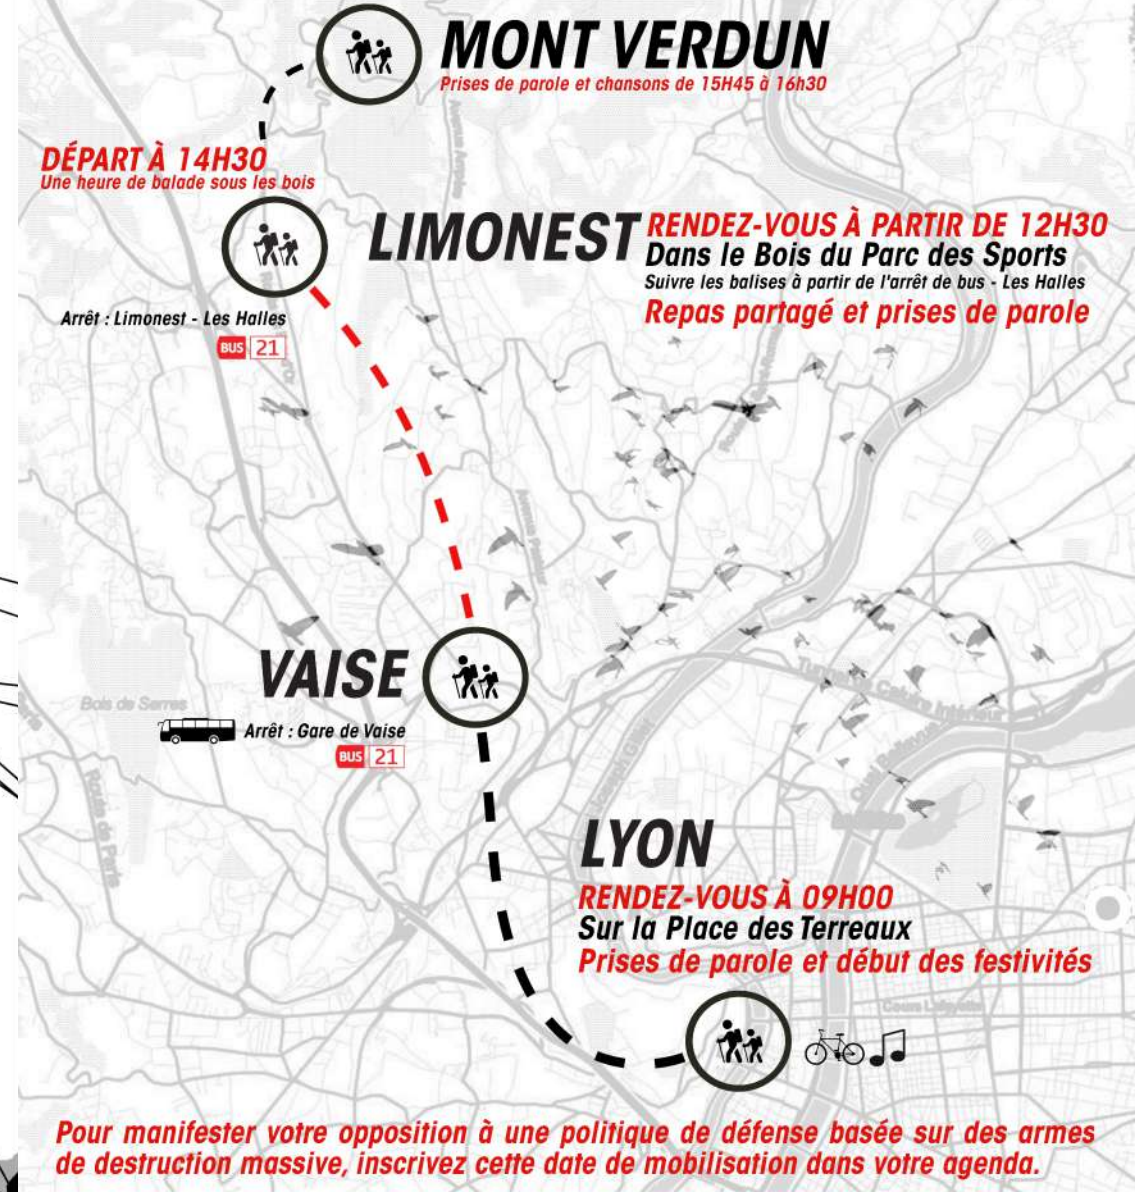 MONT VERDUN
Prises de parole et chansons de 15H45 à 16h30
DÉPART À 14H30
Une heure de balade sous les bois
LIMONEST
RENDEZ-VOUS À PARTIR DE 12H30
Dans le Bois du Parc des Sports
Suivre les balises à partir de l'arrêt de bus - Les Halles
Repas partagé et prises de parole
Arrêt : Limonest - Les Halles
BUS 21
VAISE
Bois de Serres
Arrêt : Gare de Vaise
BUS 21
Route de Paris
LYON
RENDEZ-VOUS À 09H00
Sur la Place des Terreaux
Prises de parole et début des festivités
Cours Lafayette
Pour manifester votre opposition à une politique de défense basée sur des armes
de destruction massive, inscrivez cette date de mobilisation dans votre agenda.